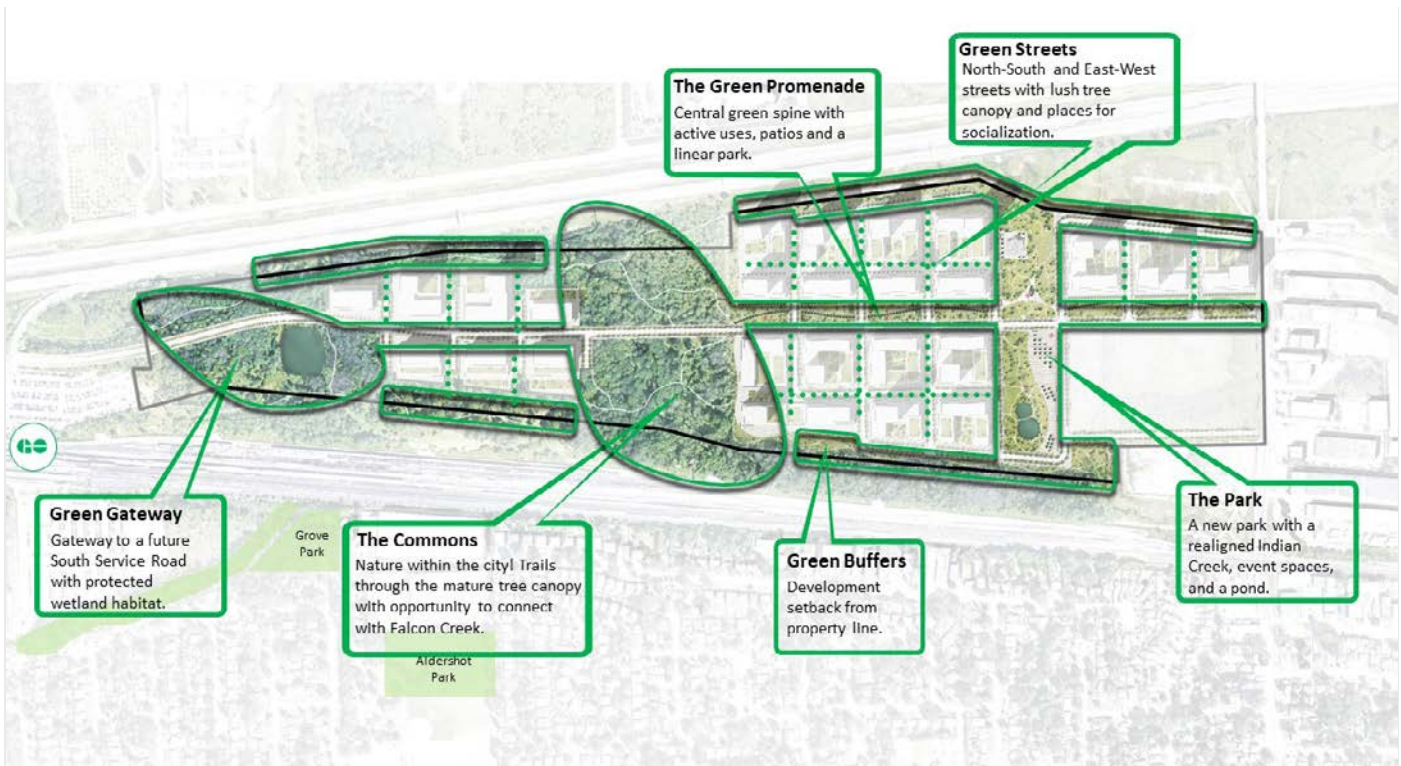 Green Streets
North-South and East-West
streets with lush tree
canopy and places for
socialization.
The Green Promenade
Central green spine with
active uses, patios and a
linear park.
GO
Green Gateway
Gateway to a future
South Service Road
with protected
wetland habitat.
Grove
Park
The Commons
Nature within the city! Trails
through the mature tree canopy
with opportunity to connect
with Falcon Creek.
Aldershot
Park
Green Buffers
Development
setback from
property line.
The Park
A new park with a
realigned Indian
Creek, event spaces,
and a pond.